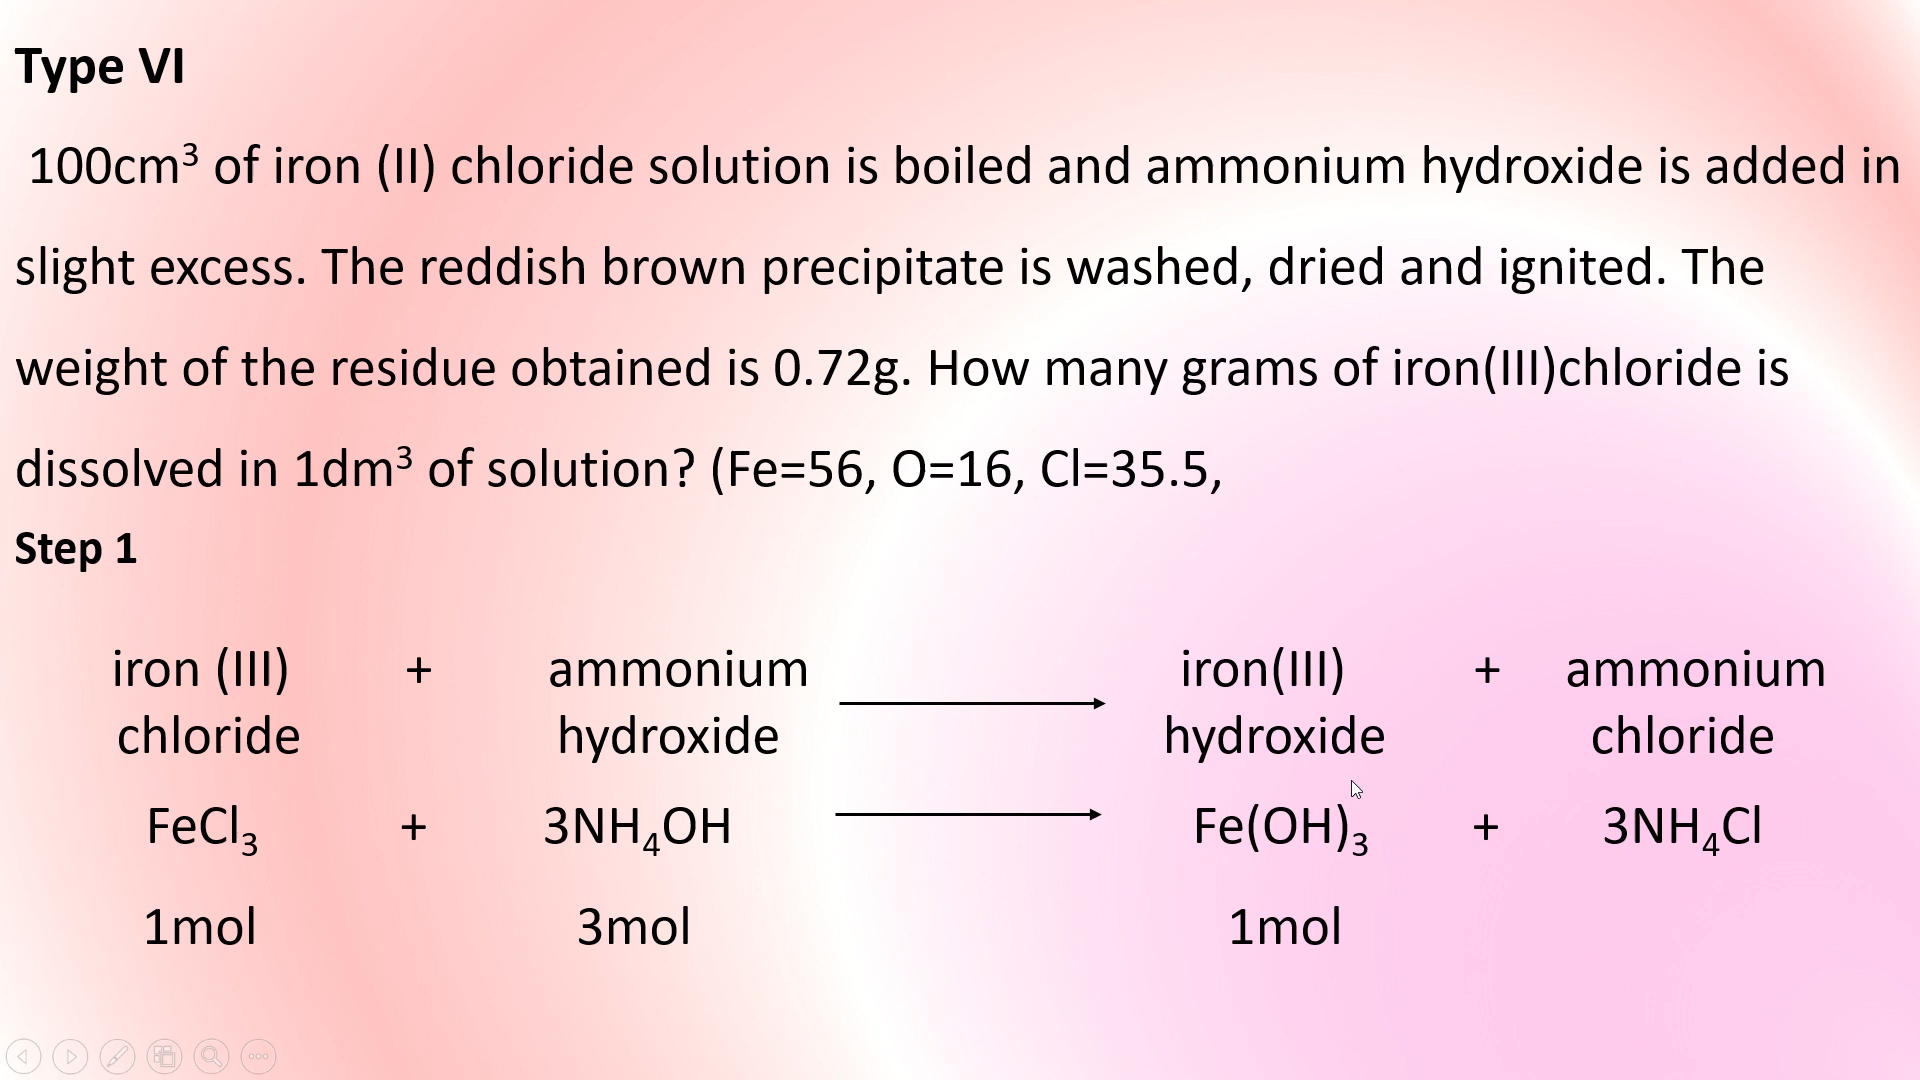 Type VI
100cm³ of iron (II) chloride solution is boiled and ammonium hydroxide is added in
slight excess. The reddish brown precipitate is washed, dried and ignited. The
weight of the residue obtained is 0.72g. How many grams of iron(III)chloride is
dissolved in 1dm³ of solution? (Fe=56, O=16, Cl=35.5,
Step 1
iron (III) + ammonium iron(III) + ammonium
chloride hydroxide hydroxide chloride
FeCl₃ + 3NH₄OH Fe(OH)₃ + 3NH₄Cl
1mol 3mol 1mol